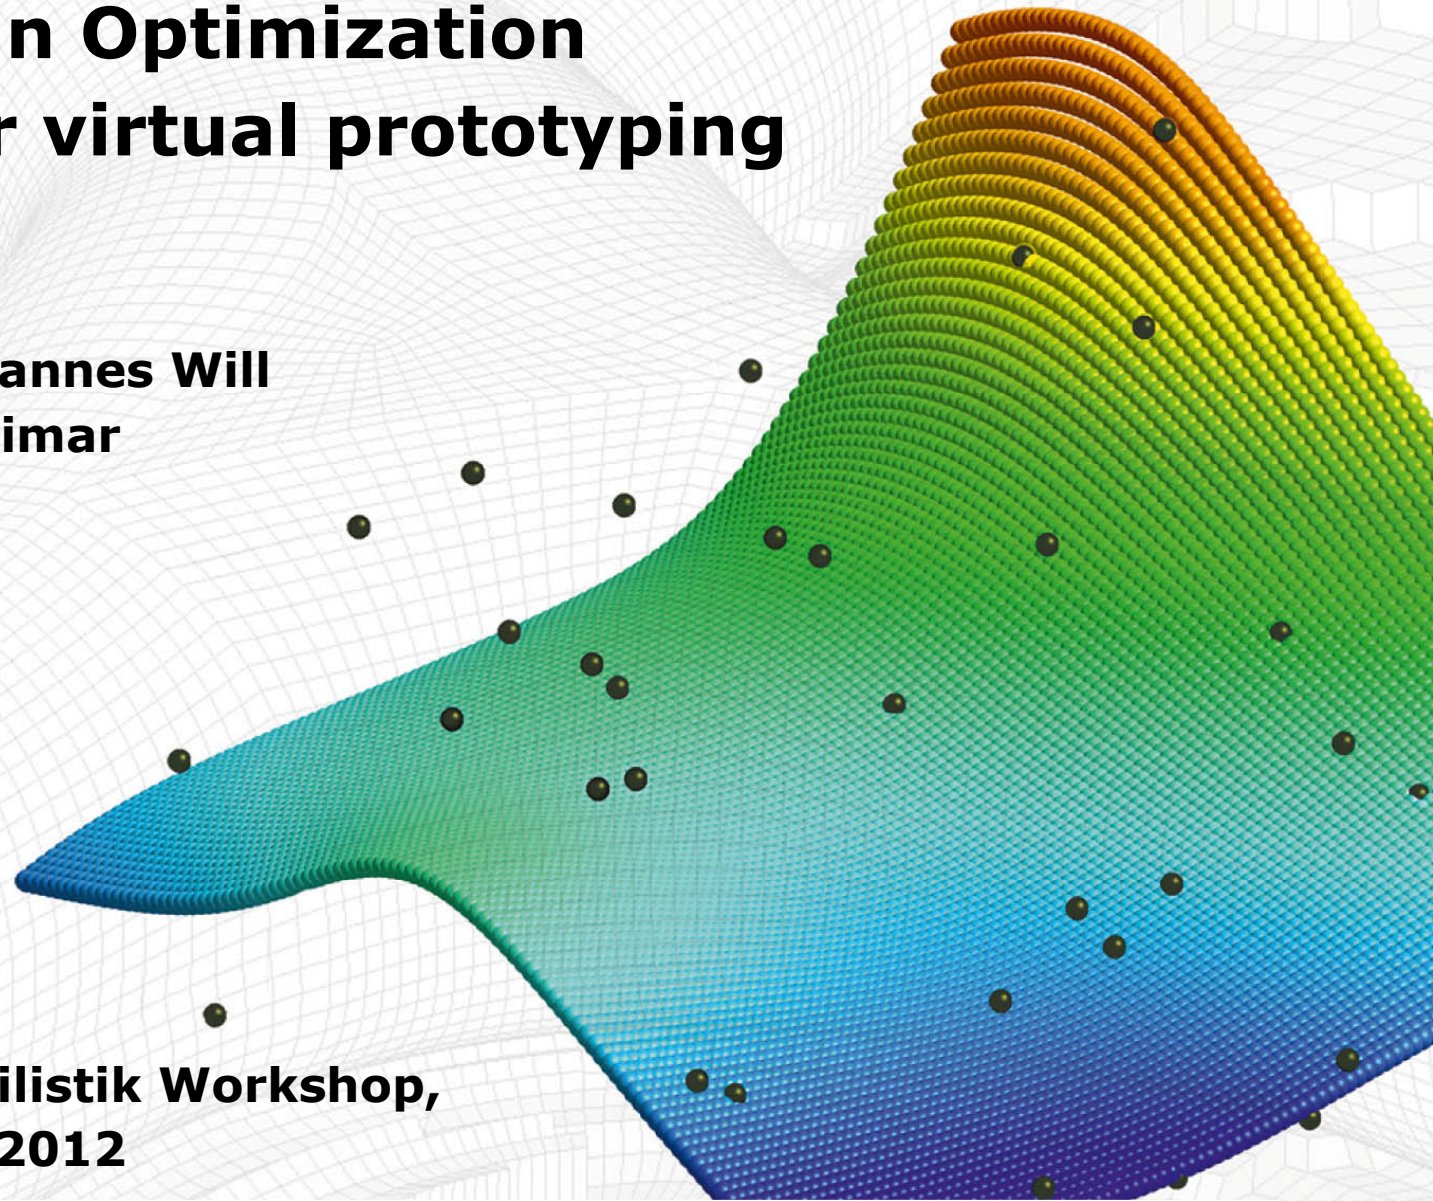 n Optimization
r virtual prototyping
annes Will
imar
ilistik Workshop,
2012